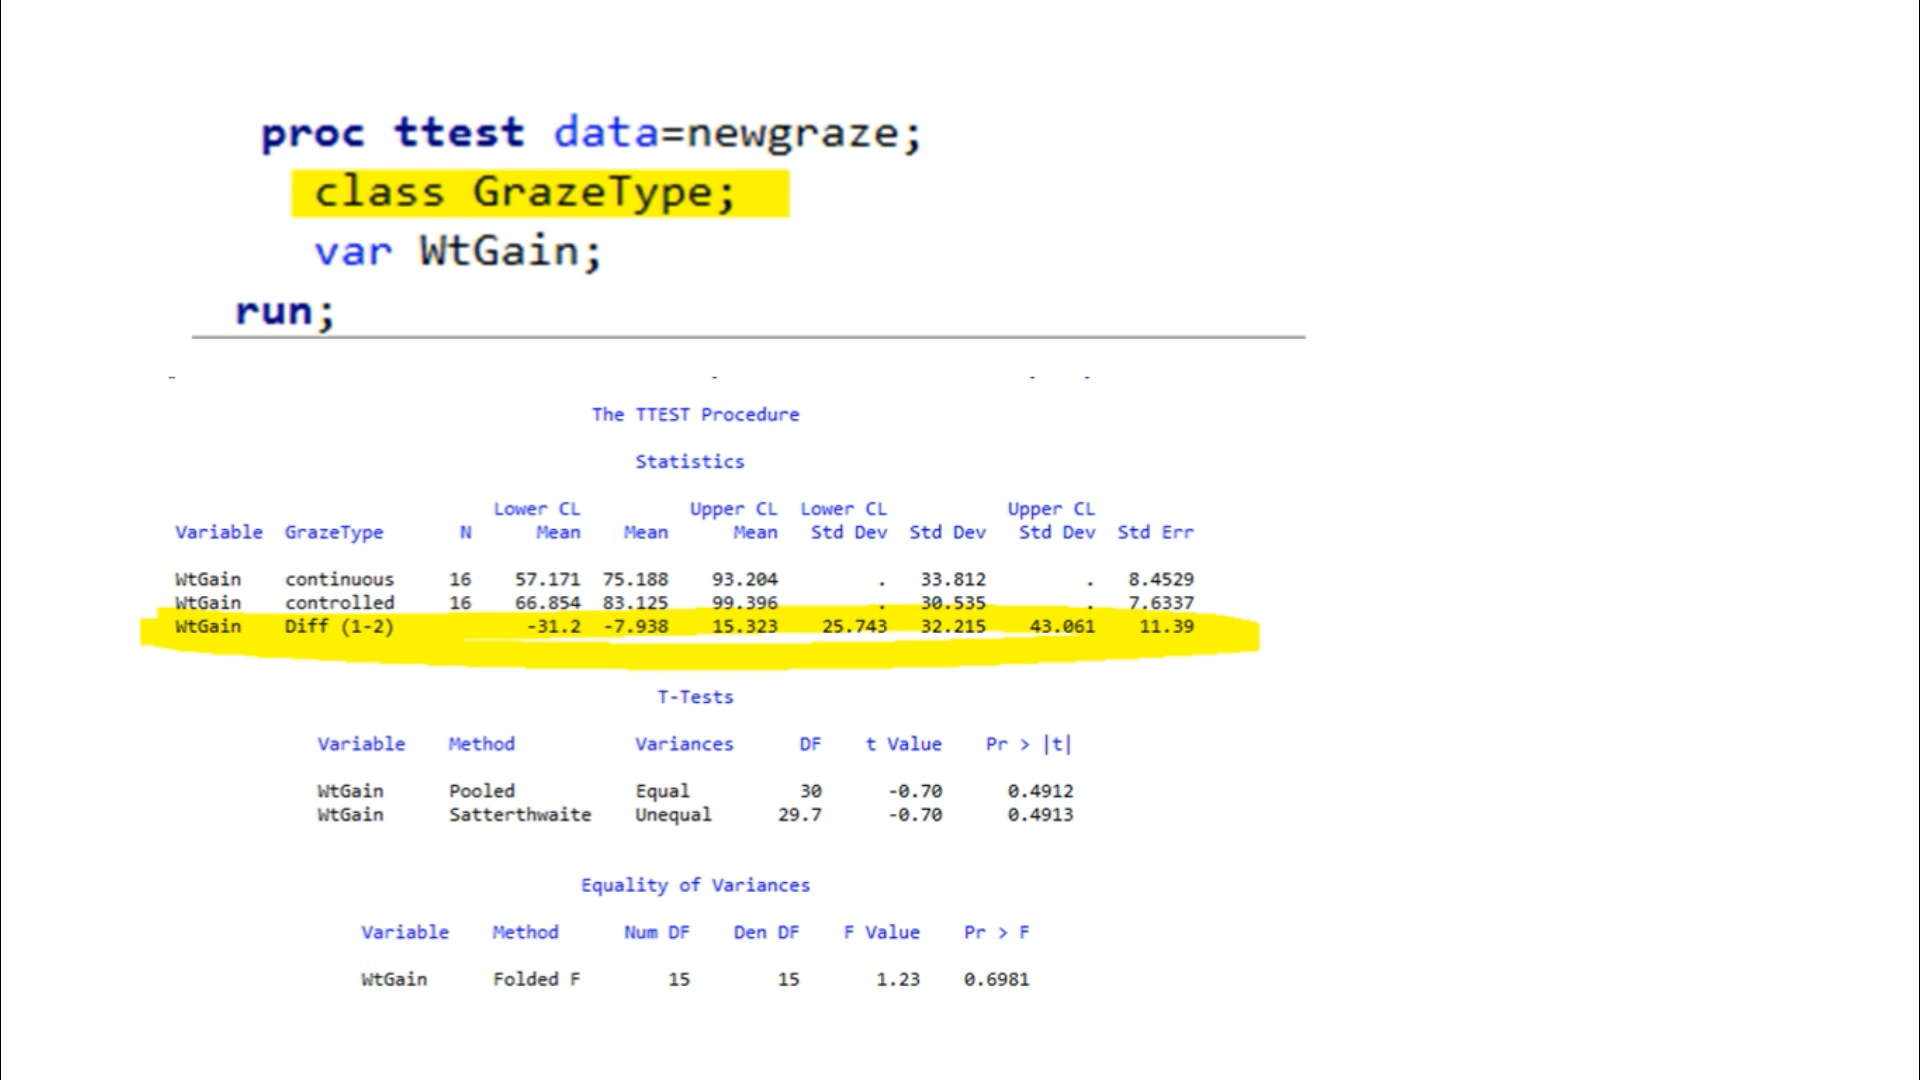 proc ttest data=newgraze;
class GrazeType;
var WtGain;
run;
The TTEST Procedure
Statistics
Lower CL Upper CL Lower CL Upper CL
Variable GrazeType N Mean Mean Mean Std Dev Std Dev Std Dev Std Err
WtGain continuous 16 57.171 75.188 93.204 . 33.812 . 8.4529
WtGain controlled 16 66.854 83.125 99.396 . 30.535 . 7.6337
WtGain Diff (1-2) -31.2 -7.938 15.323 25.743 32.215 43.061 11.39
T-Tests
Variable Method Variances DF t Value Pr > |t|
WtGain Pooled Equal 30 -0.70 0.4912
WtGain Satterthwaite Unequal 29.7 -0.70 0.4913
Equality of Variances
Variable Method Num DF Den DF F Value Pr > F
WtGain Folded F 15 15 1.23 0.6981